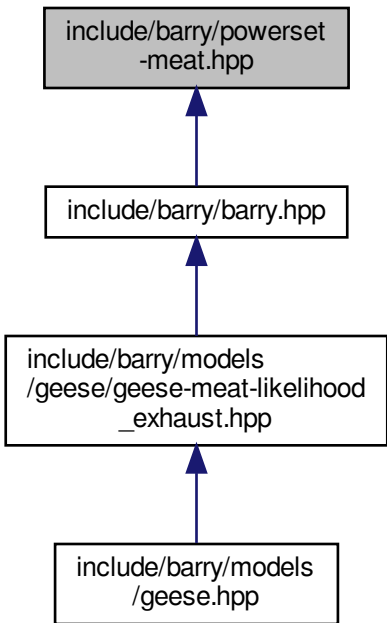 include/barry/powerset
-meat.hpp
include/barry/barry.hpp
include/barry/models
/geese/geese-meat-likelihood
_exhaust.hpp
include/barry/models
/geese.hpp